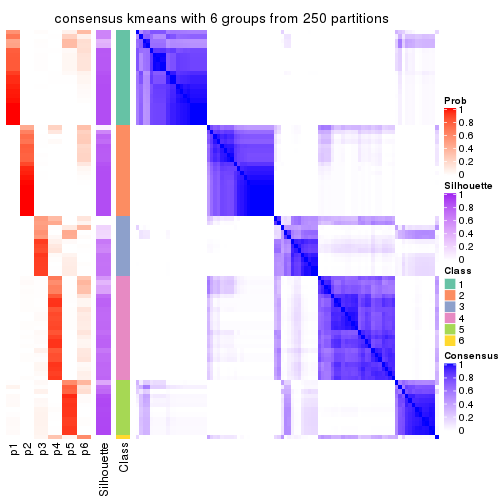 consensus kmeans with 6 groups from 250 partitions
Prob
1
0.8
0.6
0.4
0.2
0
Silhouette
1
0.8
0.6
0.4
0.2
0
Class
1
2
3
4
5
6
Consensus
1
0.8
0.6
0.4
0.2
0
p1
p2
p3
p4
p5
p6
Silhouette
Class